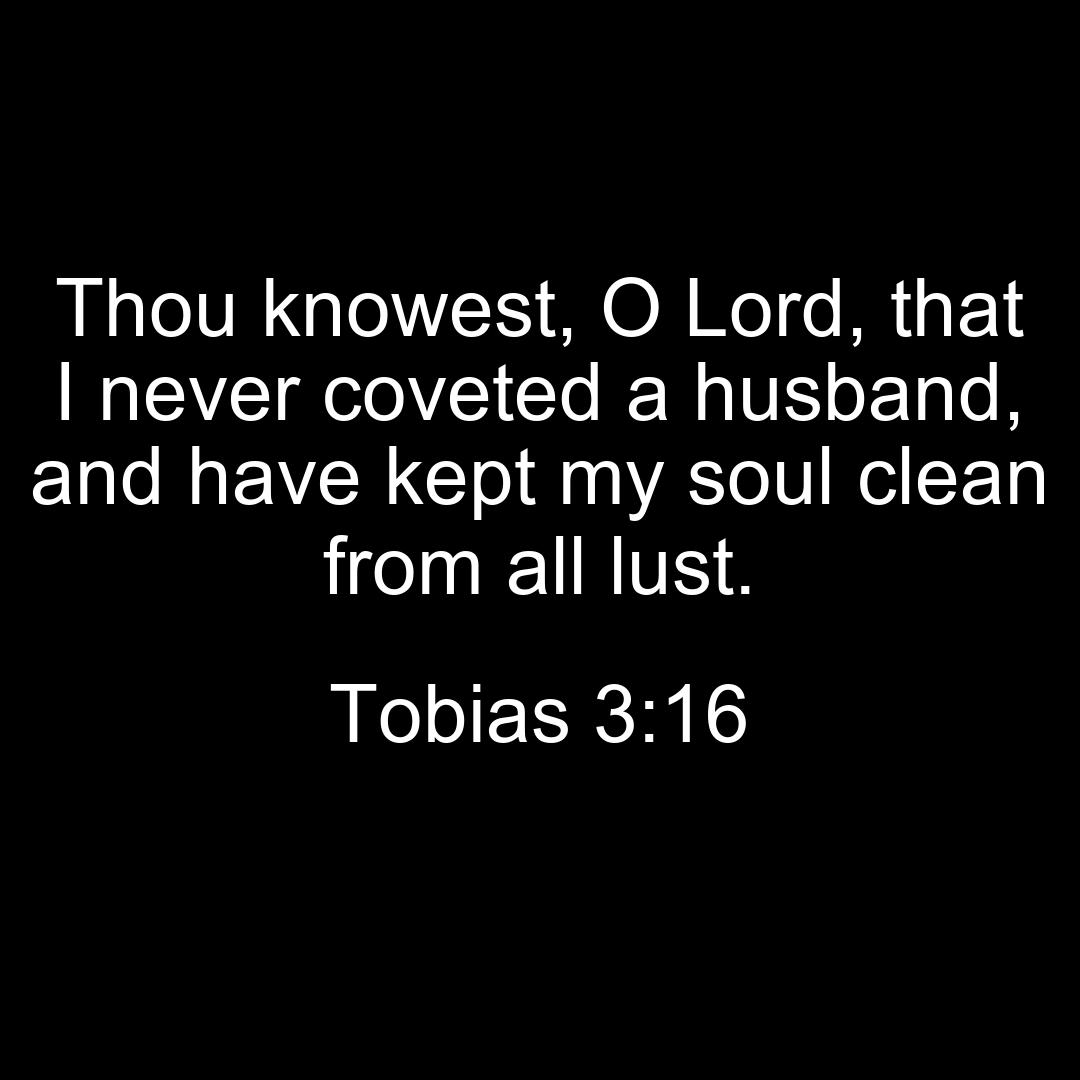 Thou knowest, O Lord, that
I never coveted a husband,
and have kept my soul clean
from all lust.
Tobias 3:16